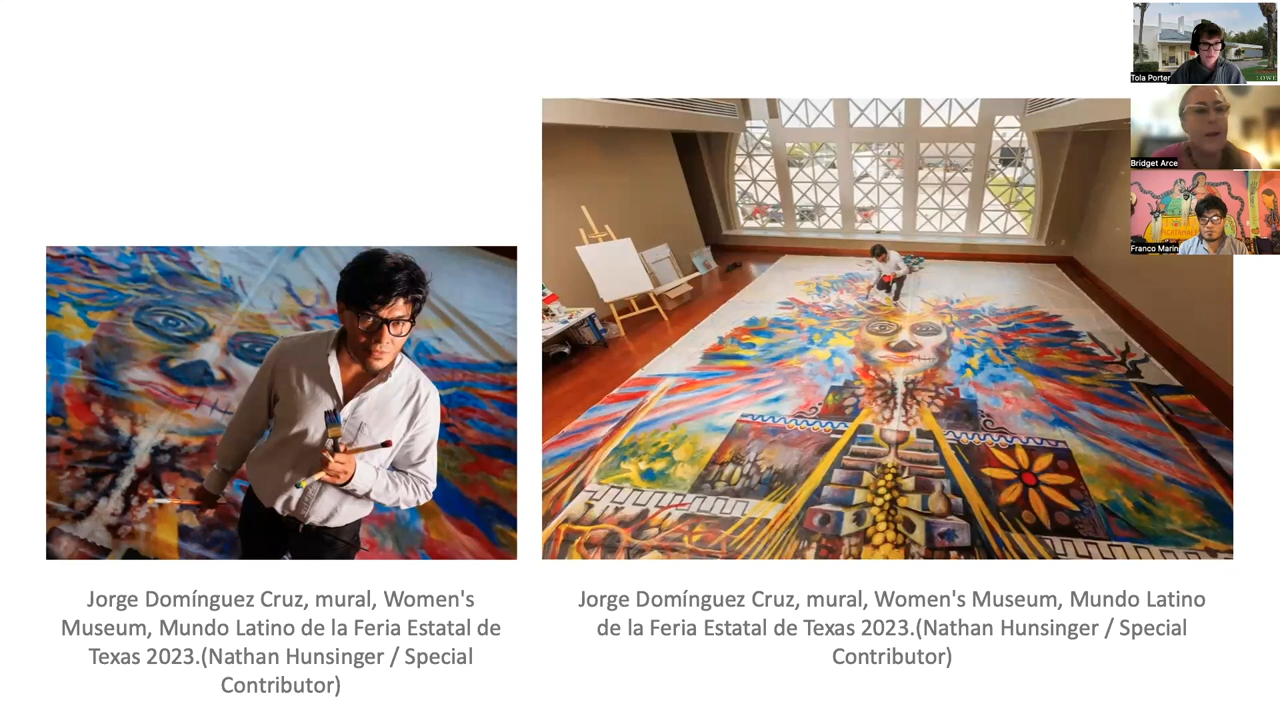 Tola Porter
LOWE
Bridget Arce
Franco Marin
Jorge Domínguez Cruz, mural, Women's
Museum, Mundo Latino de la Feria Estatal de
Texas 2023.(Nathan Hunsinger / Special
Contributor)
Jorge Domínguez Cruz, mural, Women's Museum, Mundo Latino
de la Feria Estatal de Texas 2023.(Nathan Hunsinger / Special
Contributor)